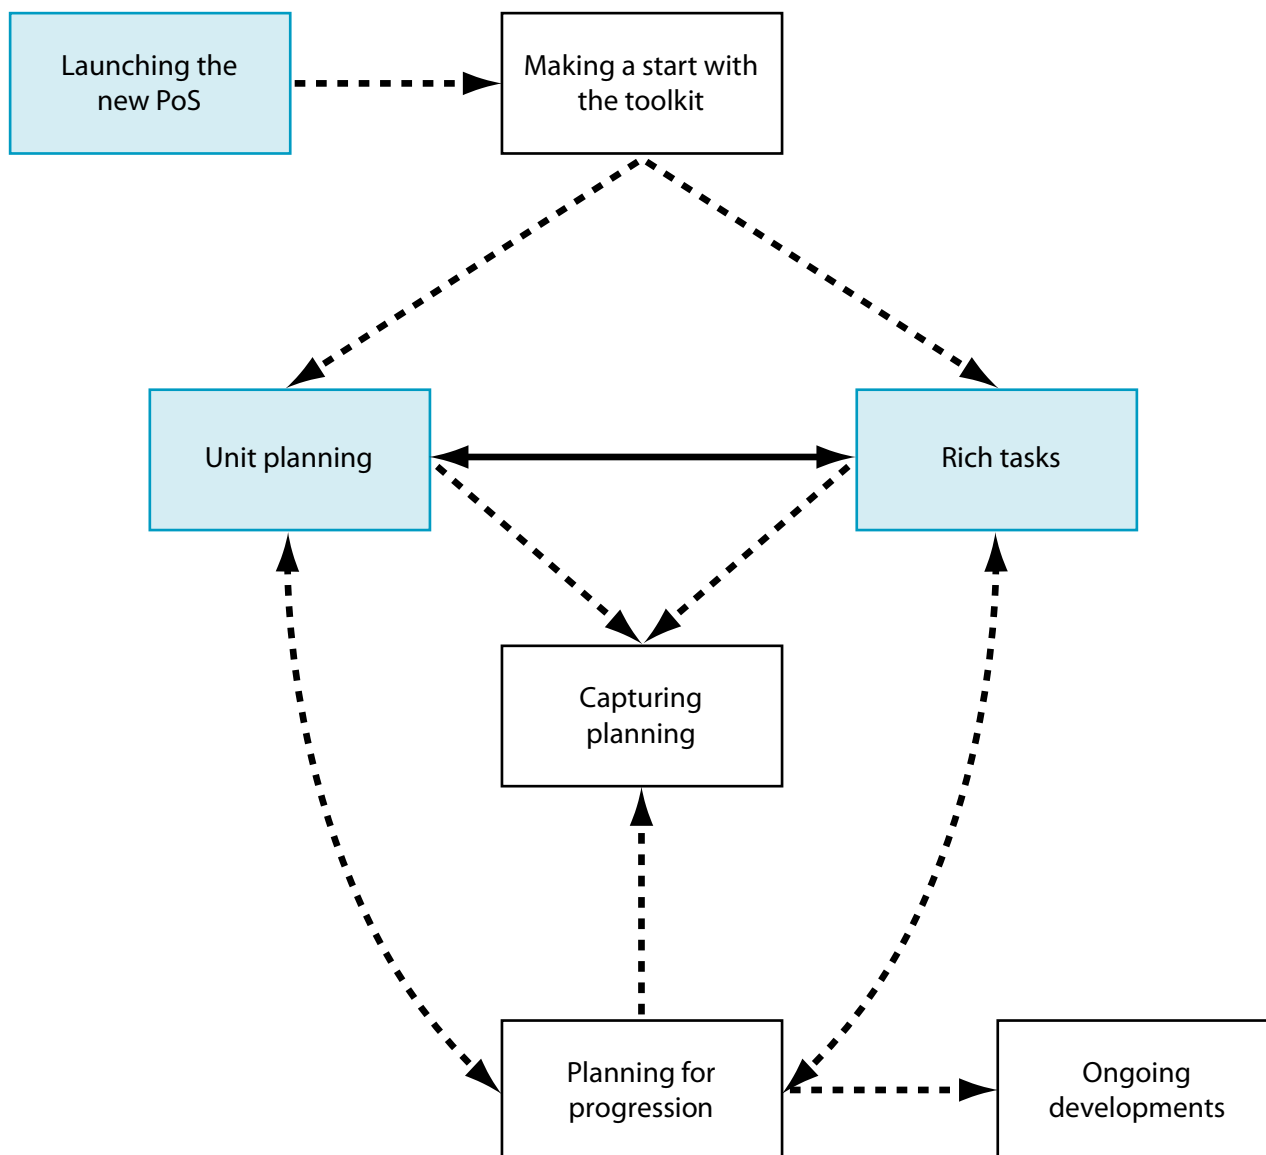 Launching the
new PoS
Making a start with
the toolkit
Unit planning
Rich tasks
Capturing
planning
Planning for
progression
Ongoing
developments